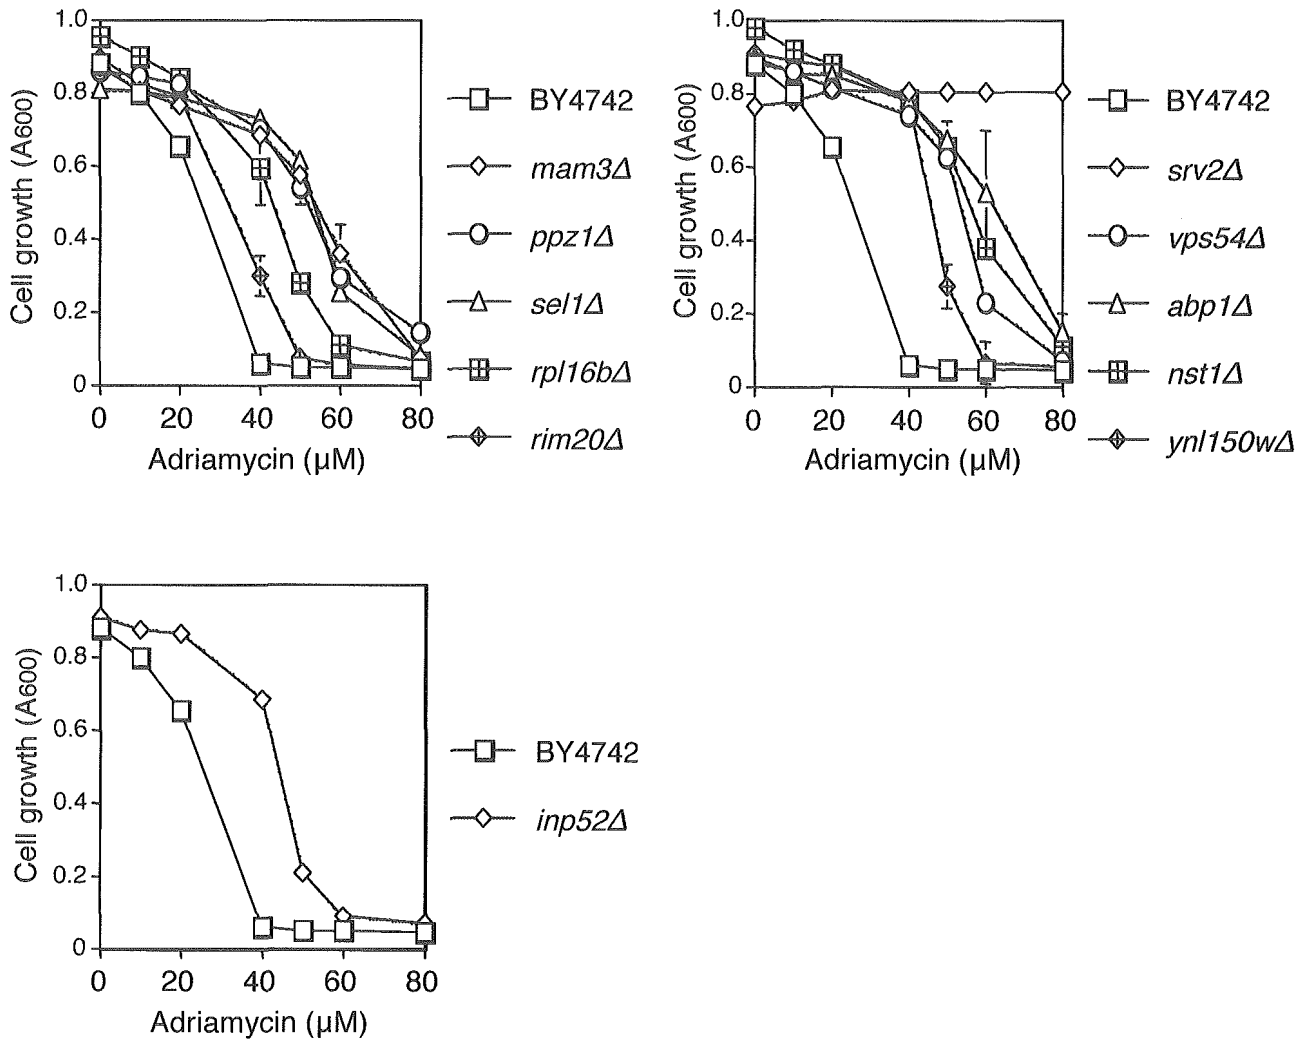 1.0
0.8
0.6
0.4
0.2
0
Cell growth (A600)
0 20 40 60 80
Adriamycin (µM)
BY4742
mam3Δ
ppz1Δ
sel1Δ
rpl16bΔ
rim20Δ
1.0
0.8
0.6
0.4
0.2
0
Cell growth (A600)
0 20 40 60 80
Adriamycin (µM)
BY4742
srv2Δ
vps54Δ
abp1Δ
nst1Δ
ynl150wΔ
1.0
0.8
0.6
0.4
0.2
0
Cell growth (A600)
0 20 40 60 80
Adriamycin (µM)
BY4742
inp52Δ